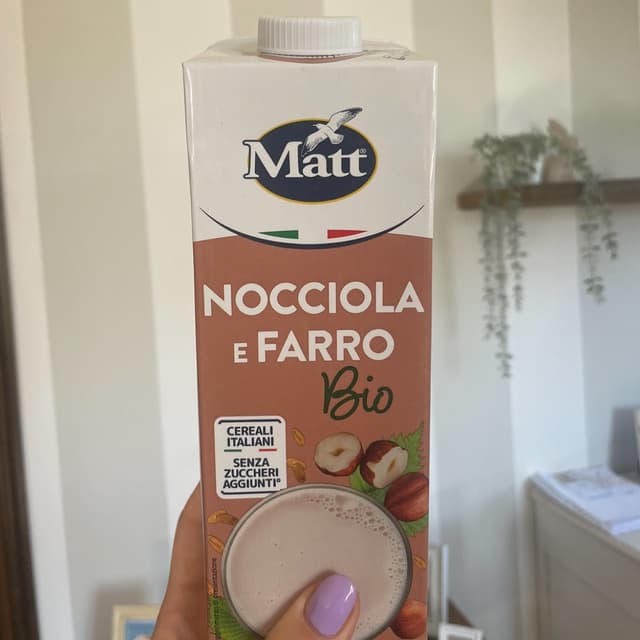 Matt®
NOCCIOLA
E FARRO
Bio
CEREALI
ITALIANI
SENZA
ZUCCHERI
AGGIUNTI*